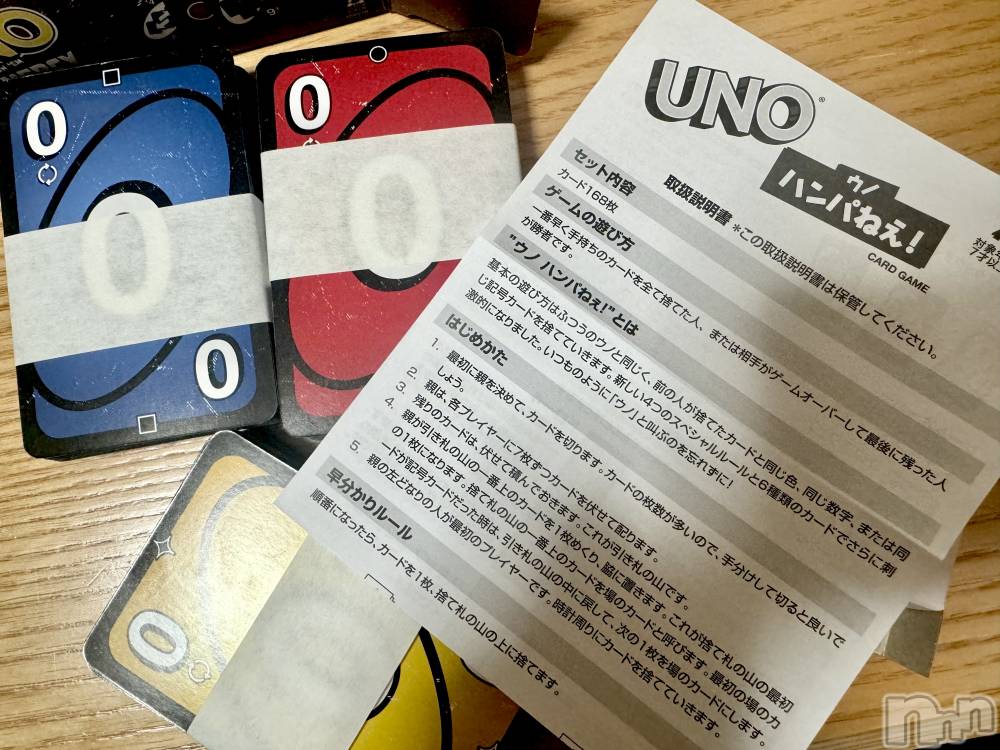 UNO
0
0
0
0
0
0
0
UNO
ウノ
ハンパねぇ!
CARD GAME
取扱説明書 *この取扱説明書は保管してください。
セット内容
カード168枚
ゲームの遊び方
一番早く手持ちのカードを全て捨てた人、または相手がゲームオーバーして最後に残った人
が勝者です。
"ウノ ハンパねぇ!"とは
基本の遊び方はふつうのウノと同じく、前の人が捨てたカードと同じ色、同じ数字、または同
じ記号カードを捨てていきます。新しい4つのスペシャルルールと6種類のカードでさらに刺
激的になりました。いつものように「ウノ」と叫ぶのを忘れずに!
はじめかた
1. 最初に親を決めて、カードを切ります。カードの枚数が多いので、手分けして切ると良いで
しょう。
2. 親は、各プレイヤーに7枚ずつカードを伏せて配ります。
3. 残りのカードは、伏せて積んでおきます。これが引き札の山です。
4. 親が引き札の山の一番上のカードを1枚めくり、脇に置きます。これが捨て札の山の最初
の1枚になります。捨て札の山の一番上のカードを場のカードと呼びます。最初の場のカ
ードが記号カードだった時は、引き札の山の中に戻して、次の1枚を場のカードにします。
5. 親の左どなりの人が最初のプレイヤーです。時計周りにカードを捨てていきます。
早分かりルール
順番になったら、カードを1枚、捨て札の山の上に捨てます。
nnn